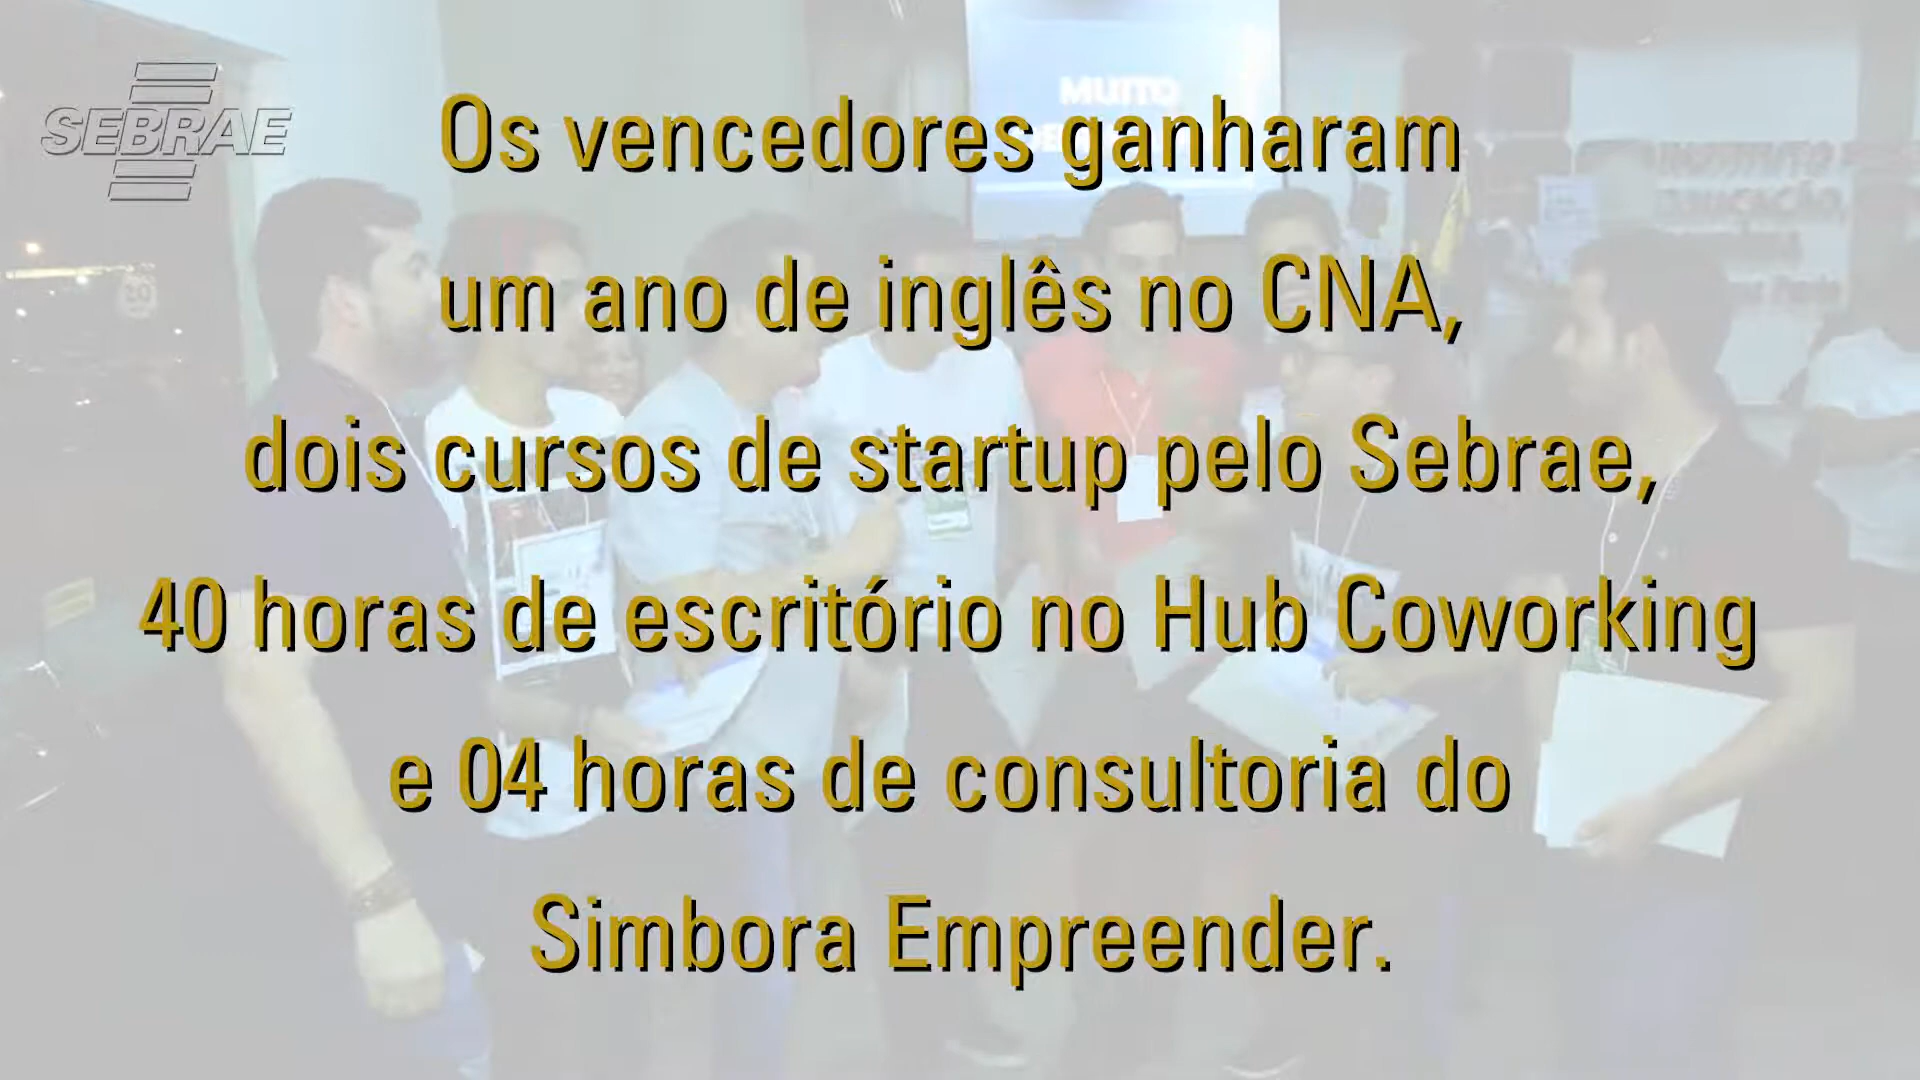 SEBRAE
MUITO
Os vencedores ganharam
um ano de inglês no CNA,
dois cursos de startup pelo Sebrae,
40 horas de escritório no Hub Coworking
e 04 horas de consultoria do
Simbora Empreender.